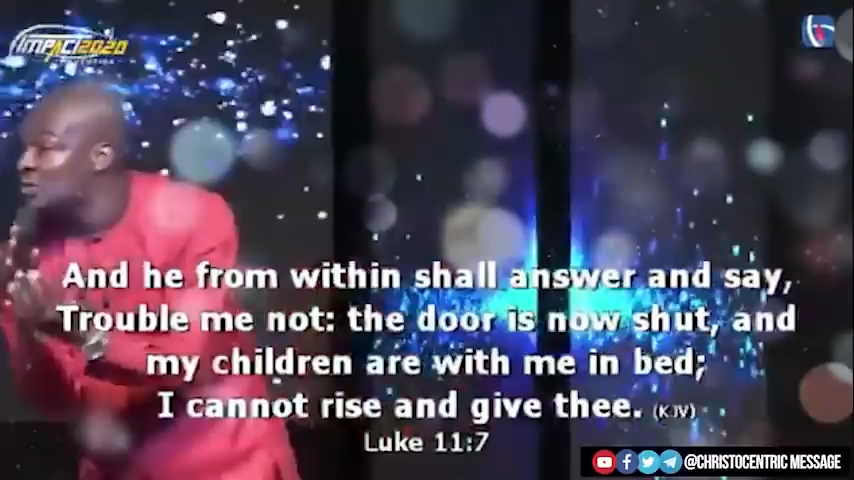 IMPACT2020
And he from within shall answer and say,
Trouble me not: the door is now shut, and
my children are with me in bed;
I cannot rise and give thee. (KJV)
Luke 11:7
@CHRISTOCENTRIC MESSAGE